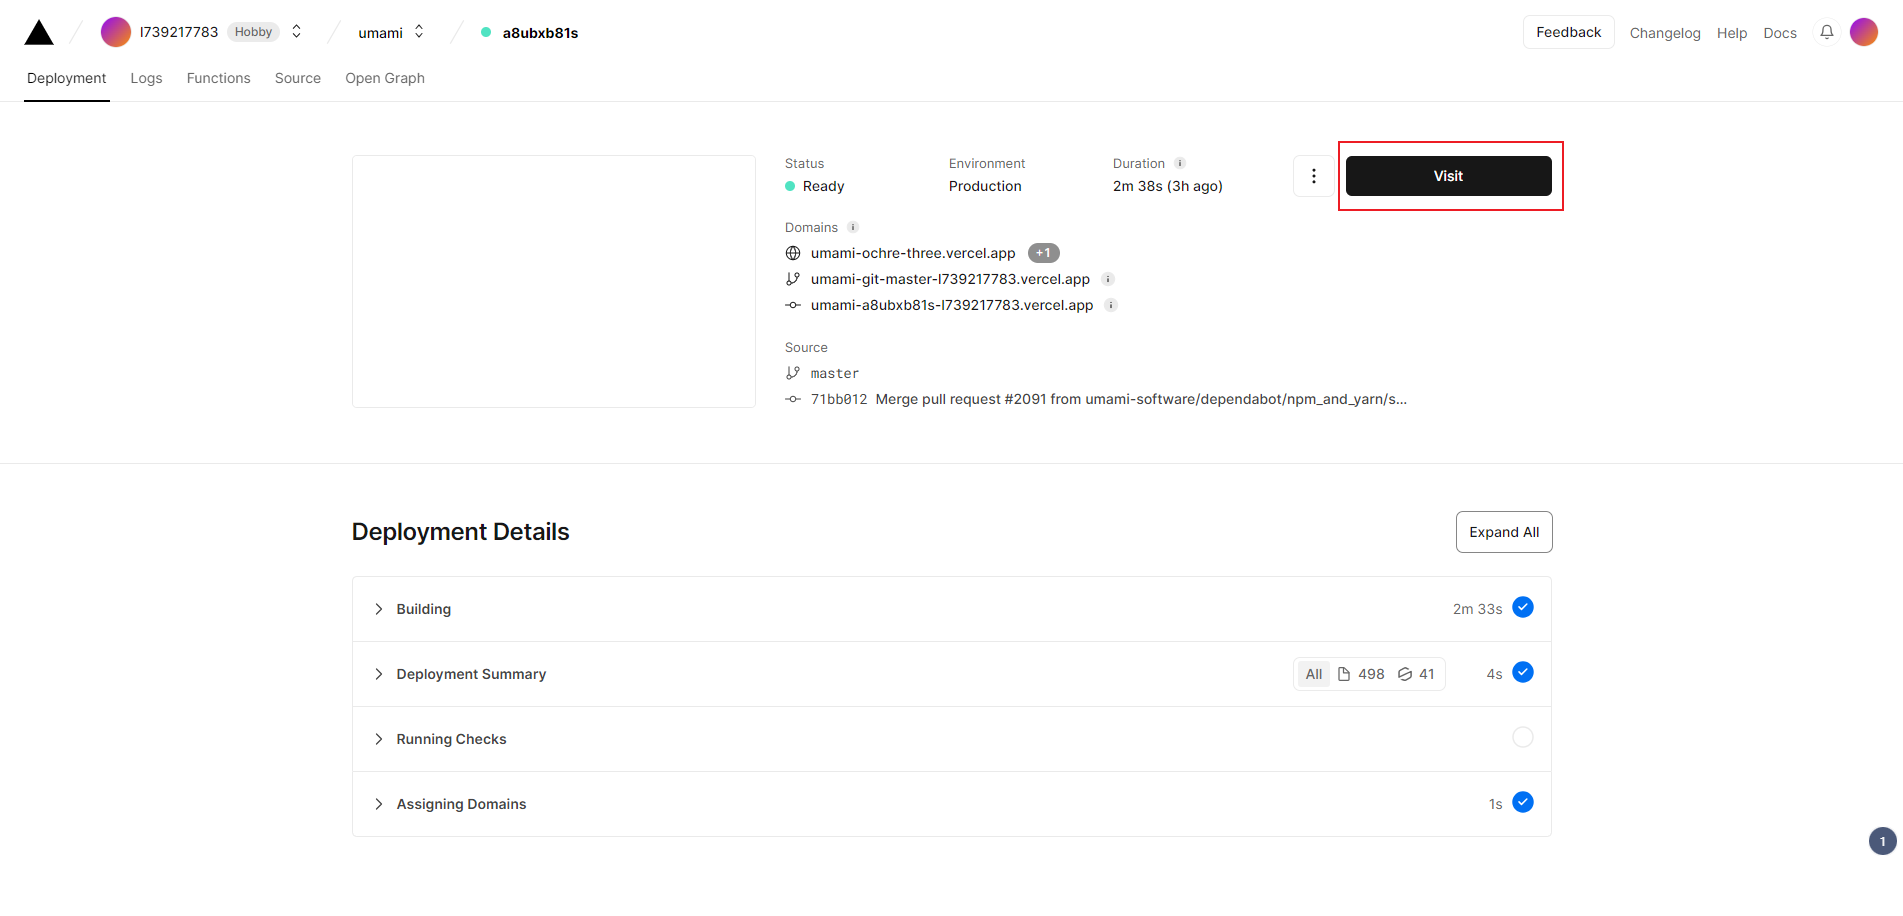 l739217783 Hobby umami a8ubxb81s Feedback Changelog Help Docs
Deployment Logs Functions Source Open Graph
Status Environment Duration
Ready Production 2m 38s (3h ago)
Visit
Domains
umami-ochre-three.vercel.app +1
umami-git-master-l739217783.vercel.app
umami-a8ubxb81s-l739217783.vercel.app
Source
master
71bb012 Merge pull request #2091 from umami-software/dependabot/npm_and_yarn/s...
Deployment Details Expand All
Building 2m 33s
Deployment Summary All 498 41 4s
Running Checks
Assigning Domains 1s
1